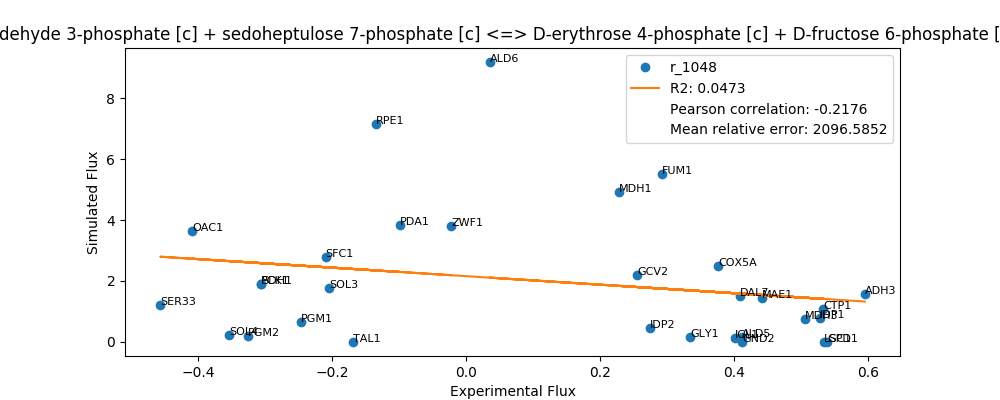 dehyde 3-phosphate [c] + sedoheptulose 7-phosphate [c] <=> D-erythrose 4-phosphate [c] + D-fructose 6-phosphate [
r_1048
R2: 0.0473
Pearson correlation: -0.2176
Mean relative error: 2096.5852
ALD6
RPE1
FUM1
MDH1
OAC1
PDA1
ZWF1
SFC1
SOL3
GCV2
COX5A
SER33
DAL7
MAE1
ADH3
CTP1
PGM1
SOL4
PGM2
TAL1
IDP2
GLY1
ALD5
GND2
8
6
4
2
0
Simulated Flux
−0.4
−0.2
0.0
0.2
0.4
0.6
Experimental Flux